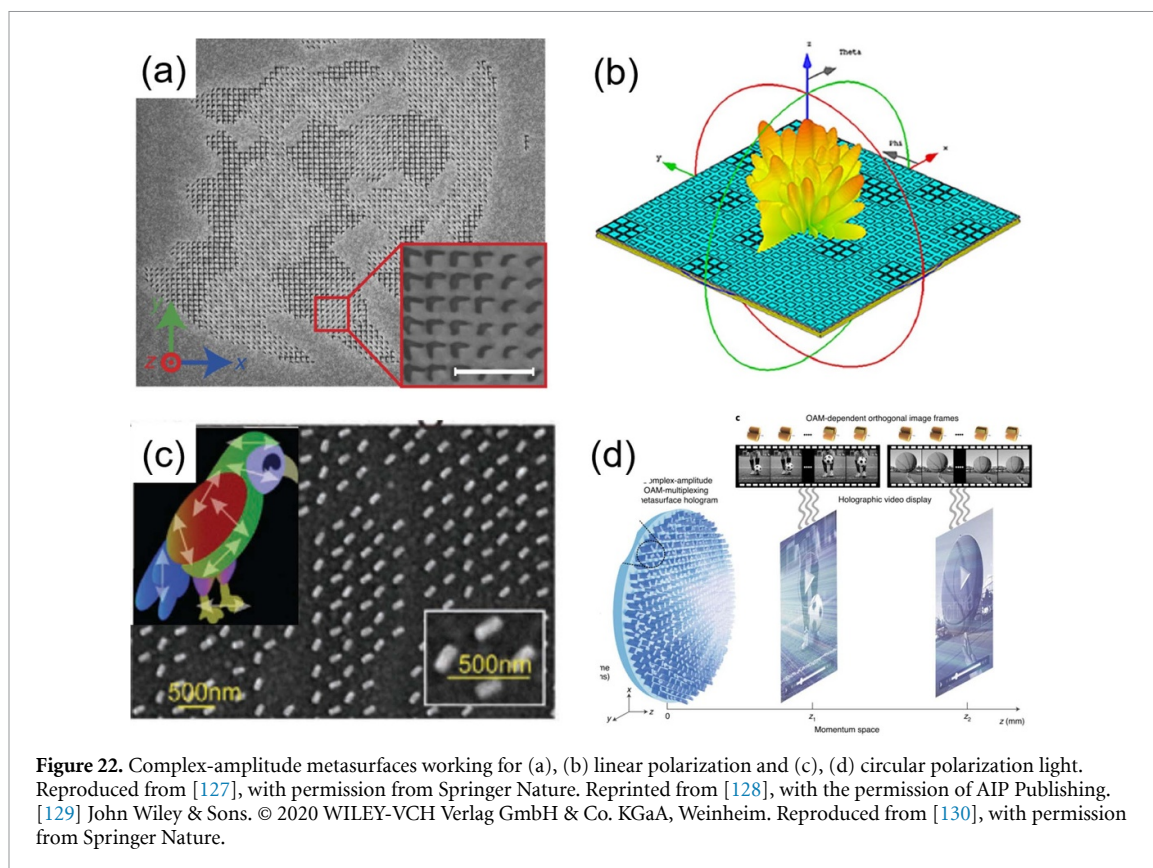 (a)
Y
Z
X
(b)
z
Theta
Phi
y
x
(c)
500nm
500nm
(d)
c
OAM-dependent orthogonal image frames
Holographic video display
omplex-amplitude
OAM-multiplexing
netasurface hologram
ne
ns)
x
y
z
0
z1
z2
z (mm)
Momentum space
Figure 22. Complex-amplitude metasurfaces working for (a), (b) linear polarization and (c), (d) circular polarization light.
Reproduced from [127], with permission from Springer Nature. Reprinted from [128], with the permission of AIP Publishing.
[129] John Wiley & Sons. © 2020 WILEY-VCH Verlag GmbH & Co. KGaA, Weinheim. Reproduced from [130], with permission
from Springer Nature.